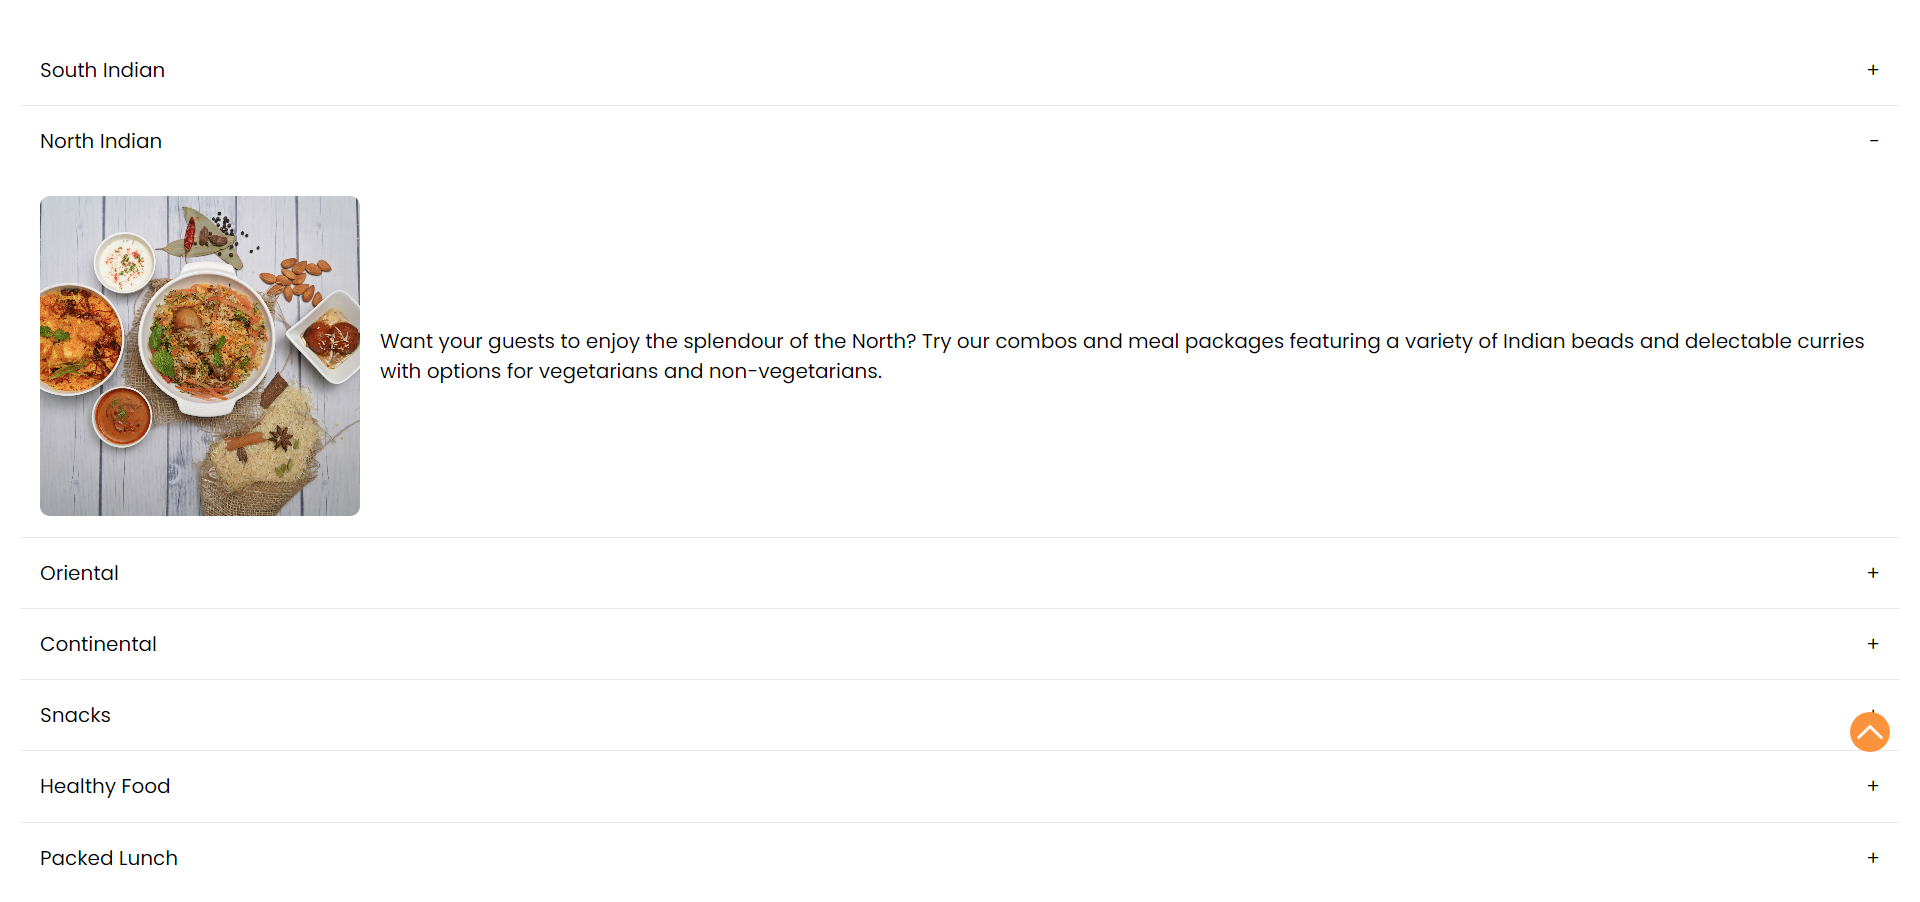 South Indian +
North Indian -
Want your guests to enjoy the splendour of the North? Try our combos and meal packages featuring a variety of Indian beads and delectable curries
with options for vegetarians and non-vegetarians.
Oriental +
Continental +
Snacks
Healthy Food +
Packed Lunch +